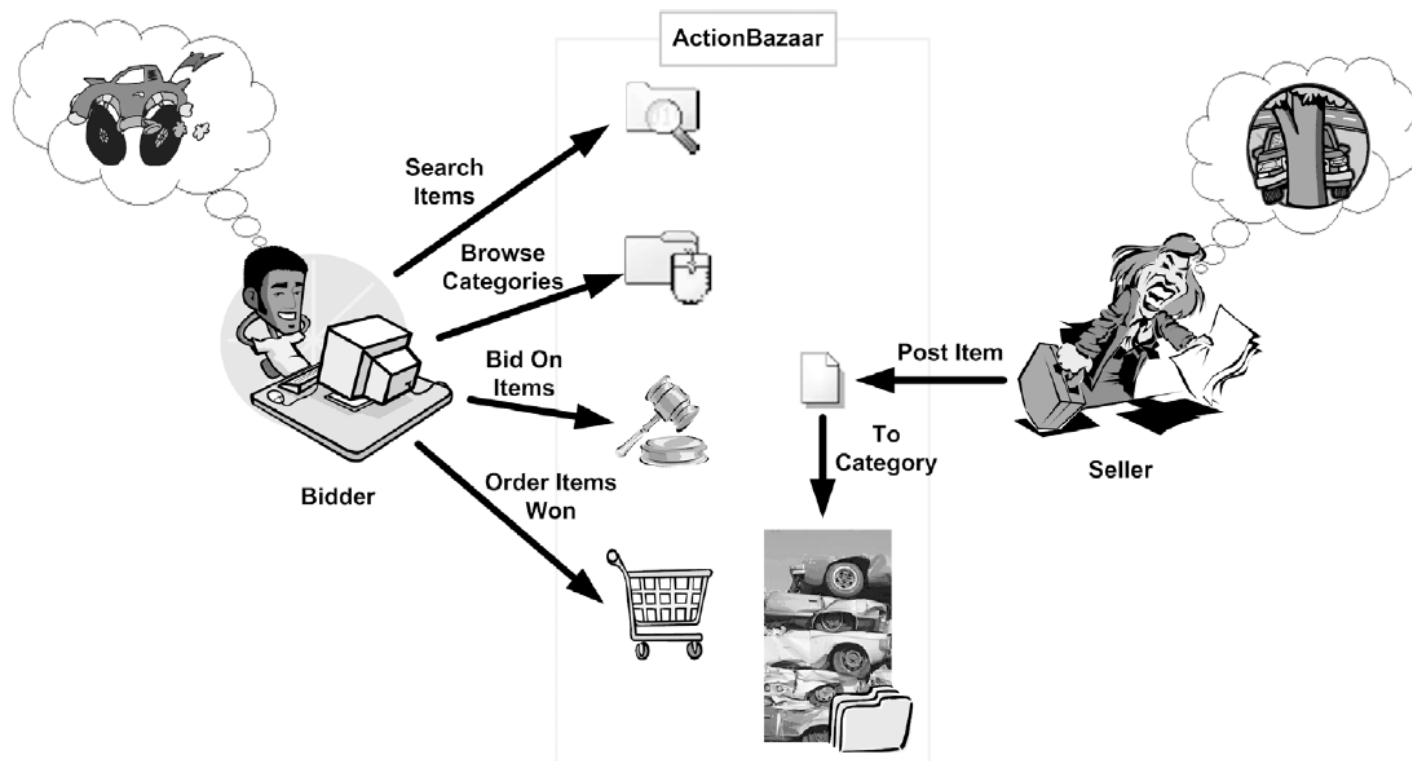 ActionBazaar
Search
Items
Browse
Categories
Bid On
Items
Order Items
Won
Bidder
Post Item
To
Category
Seller